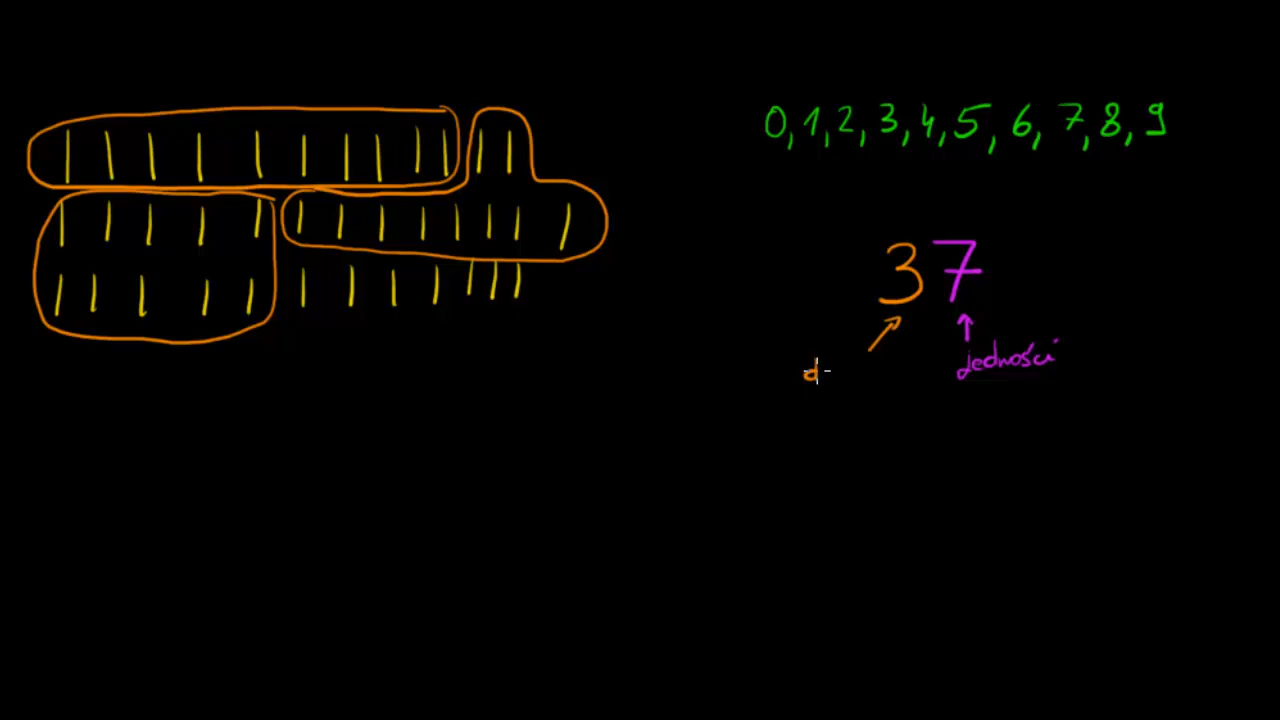 0, 1, 2, 3, 4, 5, 6, 7, 8, 9
37
jedności
d